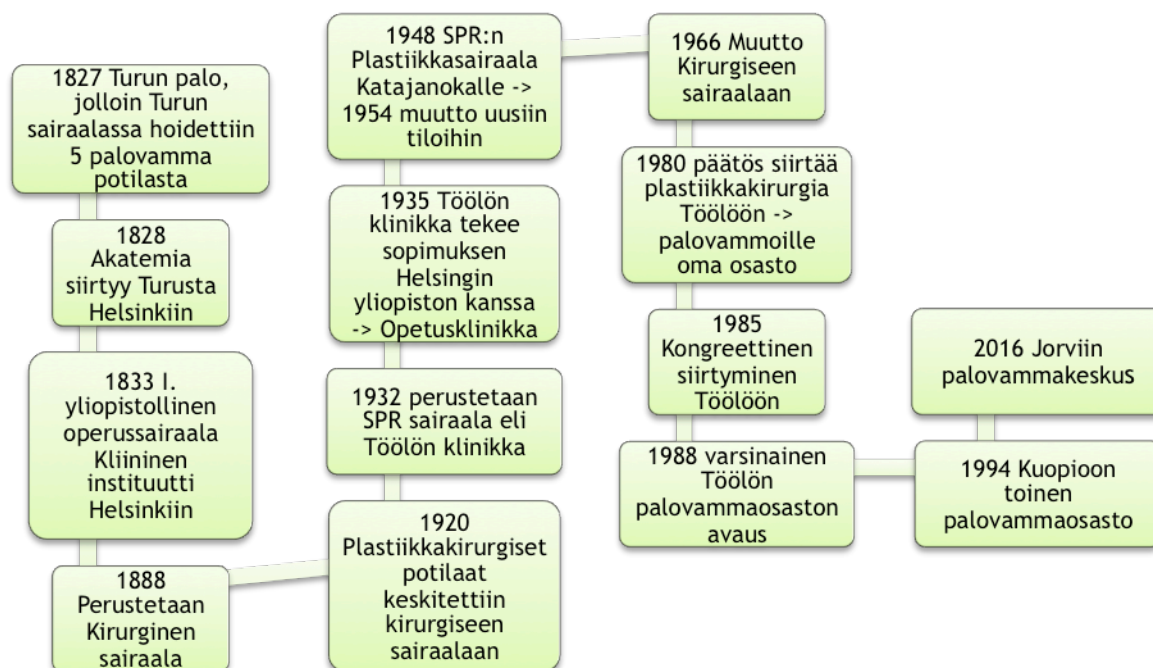 1827 Turun palo,
jolloin Turun
sairaalassa hoidettiin
5 palovamma
potilasta
1828
Akatemia
siirtyy Turusta
Helsinkiin
1833 I.
yliopistollinen
operussairaala
Kliininen
instituutti
Helsinkiin
1888
Perustetaan
Kirurginen
sairaala
1920
Plastiikkakirurgiset
potilaat
keskitettiin
kirurgiseen
sairaalaan
1932 perustetaan
SPR sairaala eli
Töölön klinikka
1935 Töölön
klinikka tekee
sopimuksen
Helsingin
yliopiston kanssa
-> Opetusklinikka
1948 SPR:n
Plastiikkasairaala
Katajanokalle ->
1954 muutto uusiin
tiloihin
1966 Muutto
Kirurgiseen
sairaalaan
1980 päätös siirtää
plastiikkakirurgia
Töölöön ->
palovammoille
oma osasto
1985
Kongreettinen
siirtyminen
Töölöön
1988 varsinainen
Töölön
palovammaosaston
avaus
1994 Kuopioon
toinen
palovammaosasto
2016 Jorviin
palovammakeskus